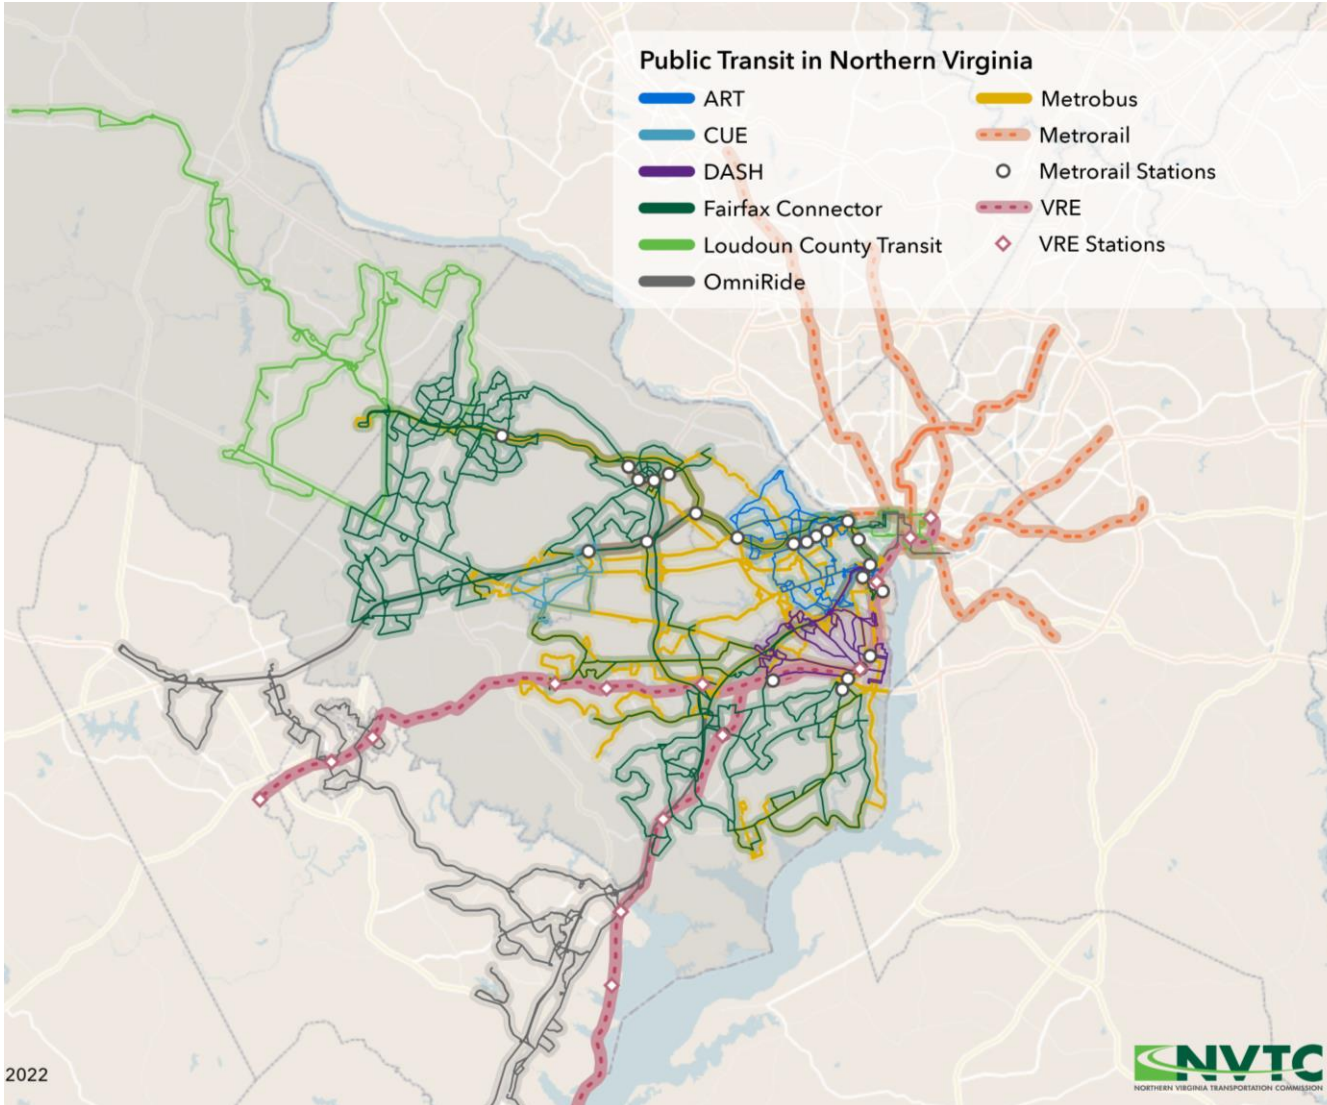 Public Transit in Northern Virginia
ART
CUE
DASH
Fairfax Connector
Loudoun County Transit
OmniRide
Metrobus
Metrorail
Metrorail Stations
VRE
VRE Stations
2022
NVTC
NORTHERN VIRGINIA TRANSPORTATION COMMISSION